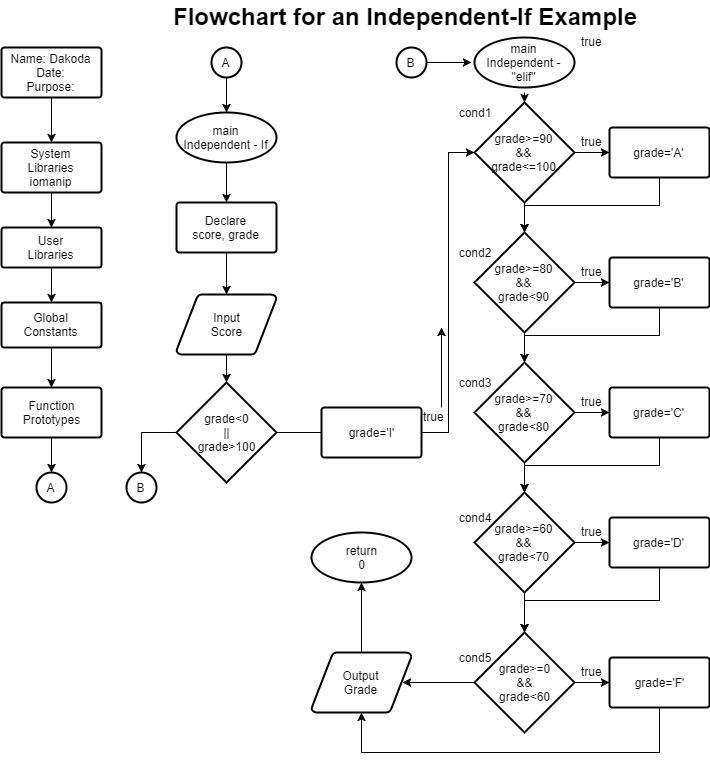 Flowchart for an Independent-If Example
Name: Dakoda
Date:
Purpose:
System
Libraries
iomanip
User
Libraries
Global
Constants
Function
Prototypes
A
A
main
Independent - If
Declare
score, grade
Input
Score
grade<0
||
grade>100
B
grade='I'
true
B
main
Independent -
"elif"
true
cond1
grade>=90
&&
grade<=100
true
grade='A'
cond2
grade>=80
&&
grade<90
true
grade='B'
cond3
grade>=70
&&
grade<80
true
grade='C'
cond4
grade>=60
&&
grade<70
true
grade='D'
cond5
grade>=0
&&
grade<60
true
grade='F'
Output
Grade
return
0